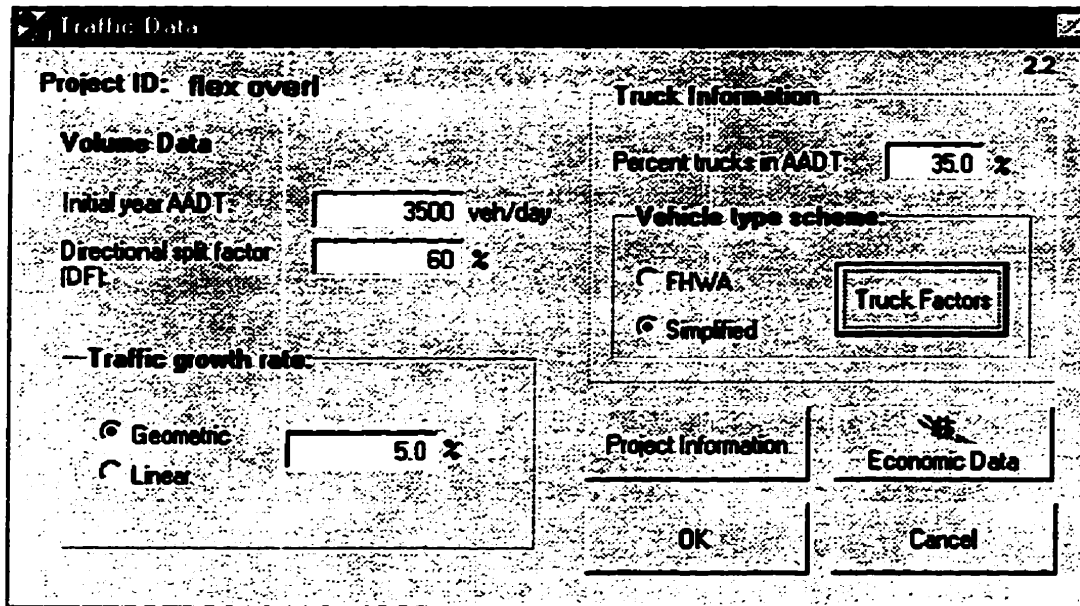 Traffic Data
2.2
Project ID: flex overl
Volume Data
Initial year AADT: 3500 veh/day
Directional split factor
(DF): 60 %
Traffic growth rate:
Geometric
Linear
5.0 %
Truck Information
Percent trucks in AADT: 35.0 %
Vehicle type scheme:
FHWA
Simplified
Truck Factors
Project Information
Economic Data
OK
Cancel